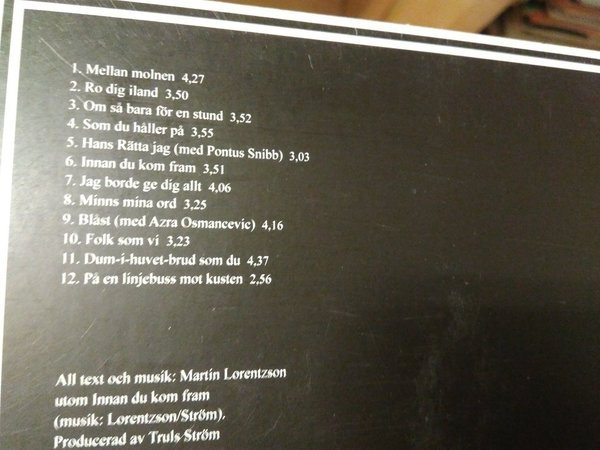 1. Mellan molnen 4,27
2. Ro dig iland 3,50
3. Om så bara för en stund 3,52
4. Som du håller på 3,55
5. Hans Rätta jag (med Pontus Snibb) 3,03
6. Innan du kom fram 3,51
7. Jag borde ge dig allt 4,06
8. Minns mina ord 3,25
9. Blåst (med Azra Osmancevic) 4,16
10. Folk som vi 3,23
11. Dum-i-huvet-brud som du 4,37
12. På en linjebuss mot kusten 2,56
All text och musik: Martin Lorentzson
utom Innan du kom fram
(musik: Lorentzson/Ström).
Producerad av Truls Ström